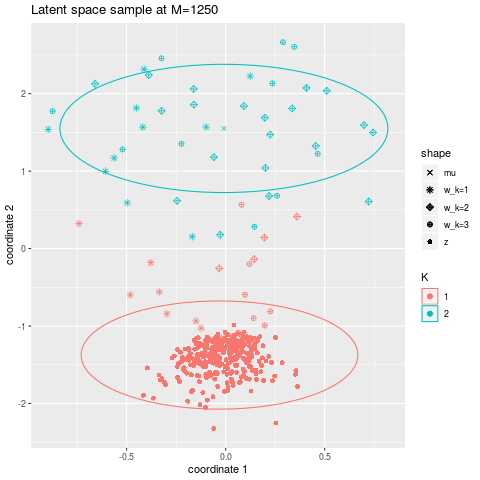 Latent space sample at M=1250
coordinate 2
2
1
0
-1
-2
-0.5
0.0
0.5
coordinate 1
shape
mu
w_k=1
w_k=2
w_k=3
z
K
1
2